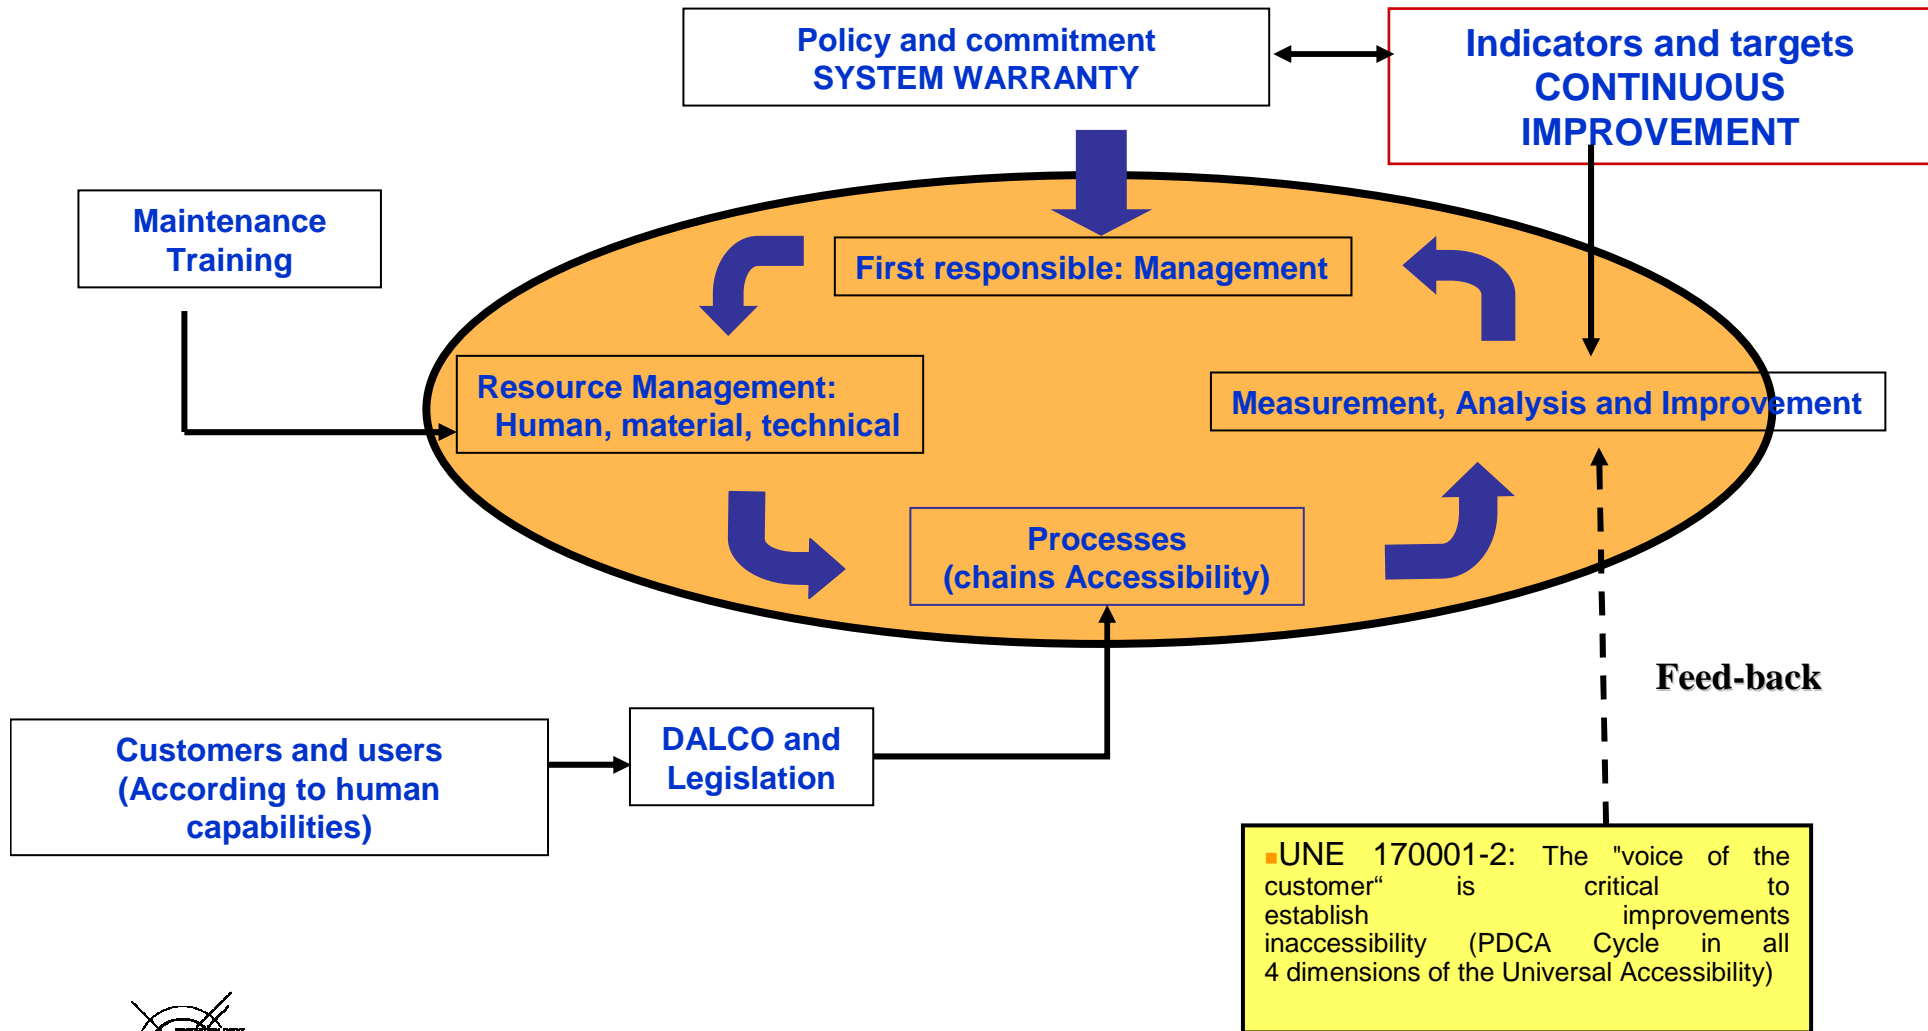 Policy and commitment
SYSTEM WARRANTY
Indicators and targets
CONTINUOUS
IMPROVEMENT
Maintenance
Training
First responsible: Management
Resource Management:
Human, material, technical
Measurement, Analysis and Improvement
Processes
(chains Accessibility)
Feed-back
Customers and users
(According to human
capabilities)
DALCO and
Legislation
▪UNE 170001-2: The "voice of the
customer“ is critical to
establish improvements
inaccessibility (PDCA Cycle in all
4 dimensions of the Universal Accessibility)